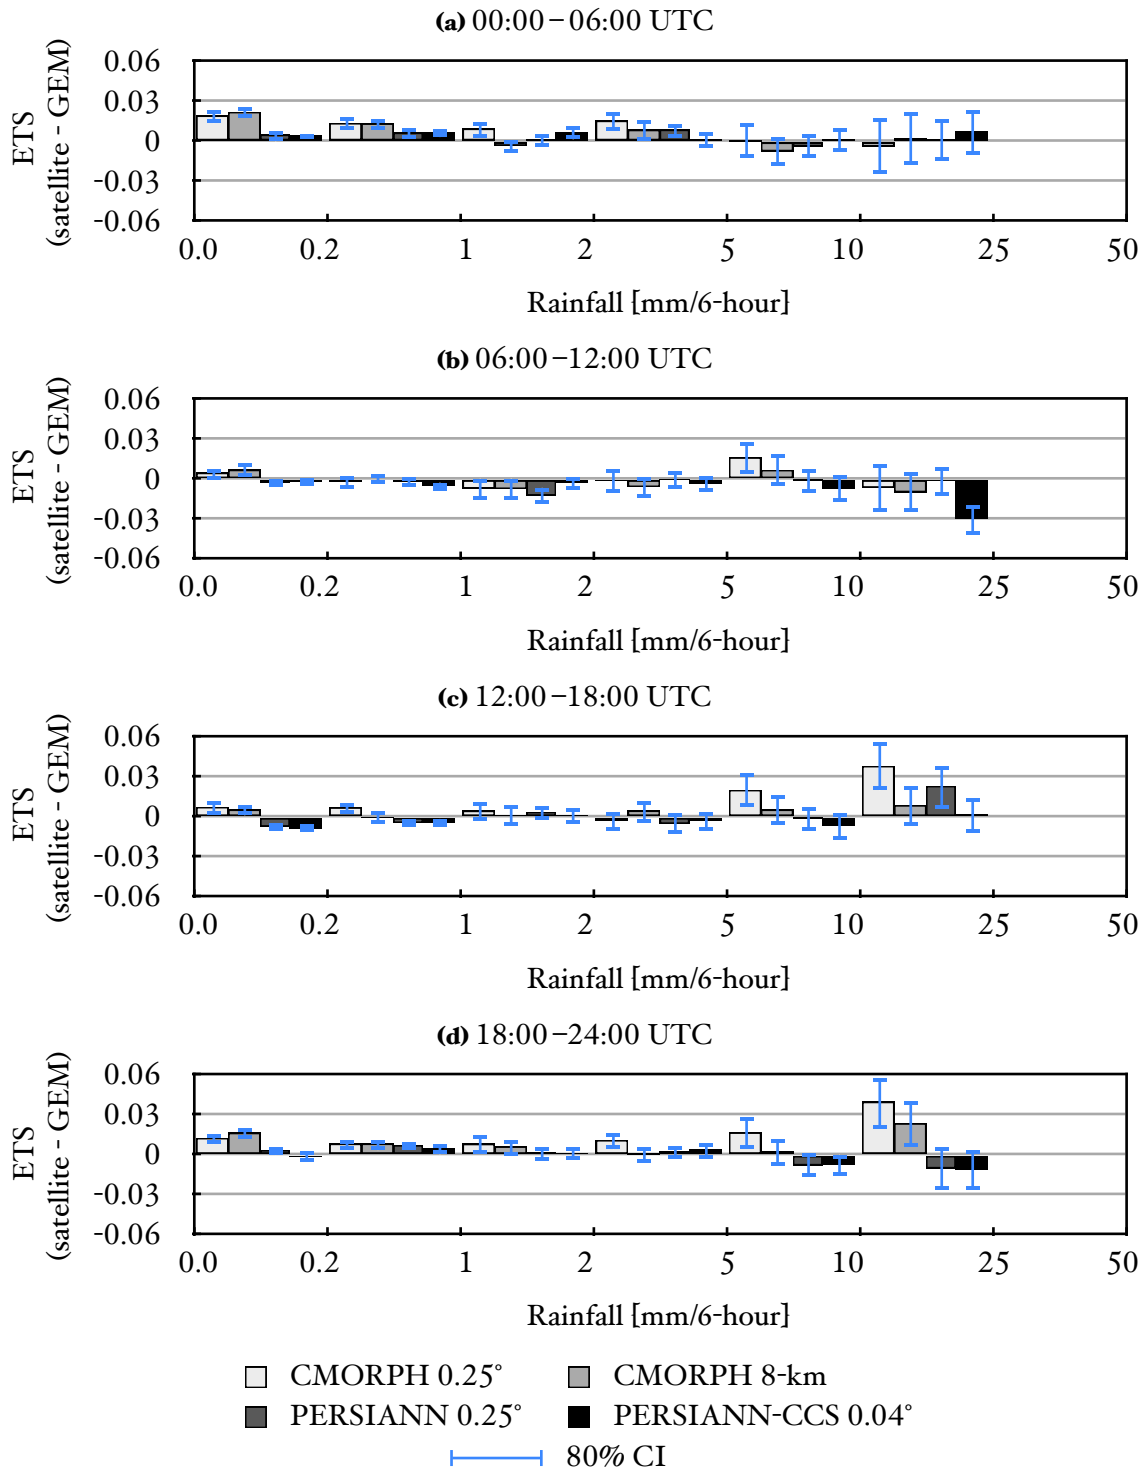 (a) 00:00–06:00 UTC
ETS
(satellite - GEM)
0.06
0.03
0
-0.03
-0.06
0.0 0.2 1 2 5 10 25 50
Rainfall [mm/6-hour]
(b) 06:00–12:00 UTC
ETS
(satellite - GEM)
0.06
0.03
0
-0.03
-0.06
0.0 0.2 1 2 5 10 25 50
Rainfall [mm/6-hour]
(c) 12:00–18:00 UTC
ETS
(satellite - GEM)
0.06
0.03
0
-0.03
-0.06
0.0 0.2 1 2 5 10 25 50
Rainfall [mm/6-hour]
(d) 18:00–24:00 UTC
ETS
(satellite - GEM)
0.06
0.03
0
-0.03
-0.06
0.0 0.2 1 2 5 10 25 50
Rainfall [mm/6-hour]
CMORPH 0.25° CMORPH 8-km
PERSIANN 0.25° PERSIANN-CCS 0.04°
80% CI